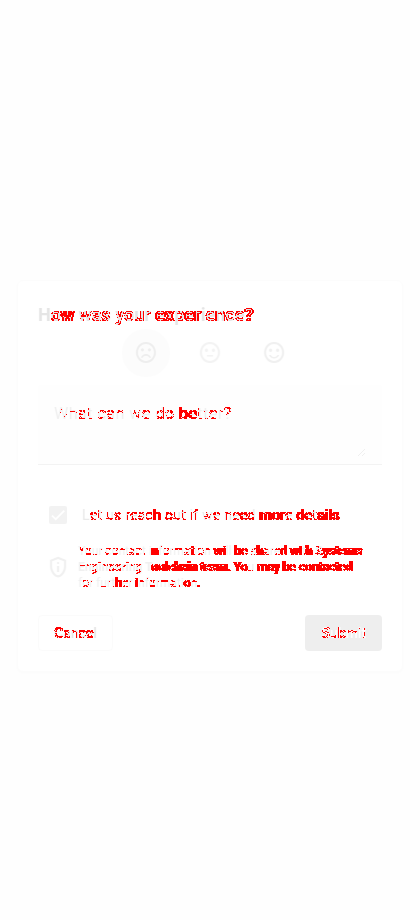 How was your experience?
What can we do better?
Let us reach out if we need more details
Your contact information will be shared with Systems
Engineering team. You may be contacted
for further information.
Cancel
Submit